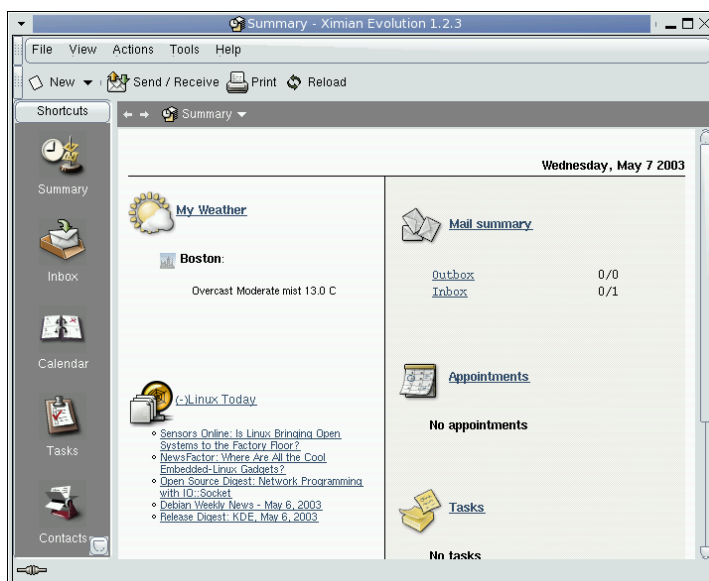 Summary - Ximian Evolution 1.2.3
File View Actions Tools Help
New Send / Receive Print Reload
Shortcuts
Summary
Summary
Inbox
Calendar
Tasks
Contacts
Wednesday, May 7 2003
My Weather
Boston:
Overcast Moderate mist 13.0 C
(-)Linux Today
Sensors Online: Is Linux Bringing Open
Systems to the Factory Floor?
NewsFactor: Where Are All the Cool
Embedded-Linux Gadgets?
Open Source Digest: Network Programming
with IO::Socket
Debian Weekly News - May 6, 2003
Release Digest: KDE, May 6, 2003
Mail summary
Outbox 0/0
Inbox 0/1
Appointments
No appointments
Tasks
No tasks